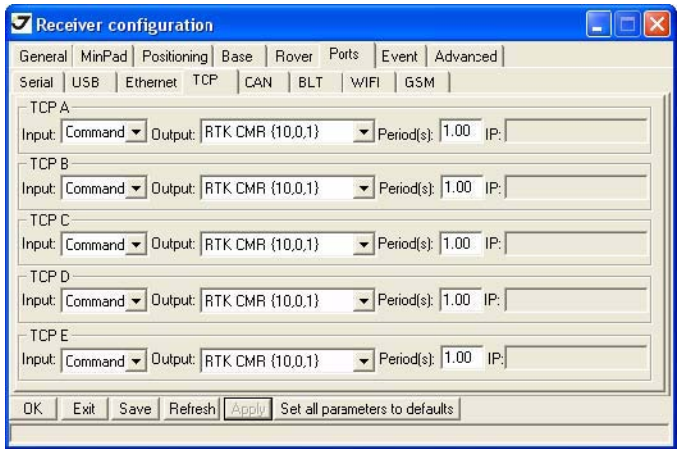 Receiver configuration
General MinPad Positioning Base Rover Ports Event Advanced
Serial USB Ethernet TCP CAN BLT WIFI GSM
TCP A
Input: Command Output: RTK CMR {10,0,1} Period(s): 1.00 IP:
TCP B
Input: Command Output: RTK CMR {10,0,1} Period(s): 1.00 IP:
TCP C
Input: Command Output: RTK CMR {10,0,1} Period(s): 1.00 IP:
TCP D
Input: Command Output: RTK CMR {10,0,1} Period(s): 1.00 IP:
TCP E
Input: Command Output: RTK CMR {10,0,1} Period(s): 1.00 IP:
OK Exit Save Refresh Apply Set all parameters to defaults